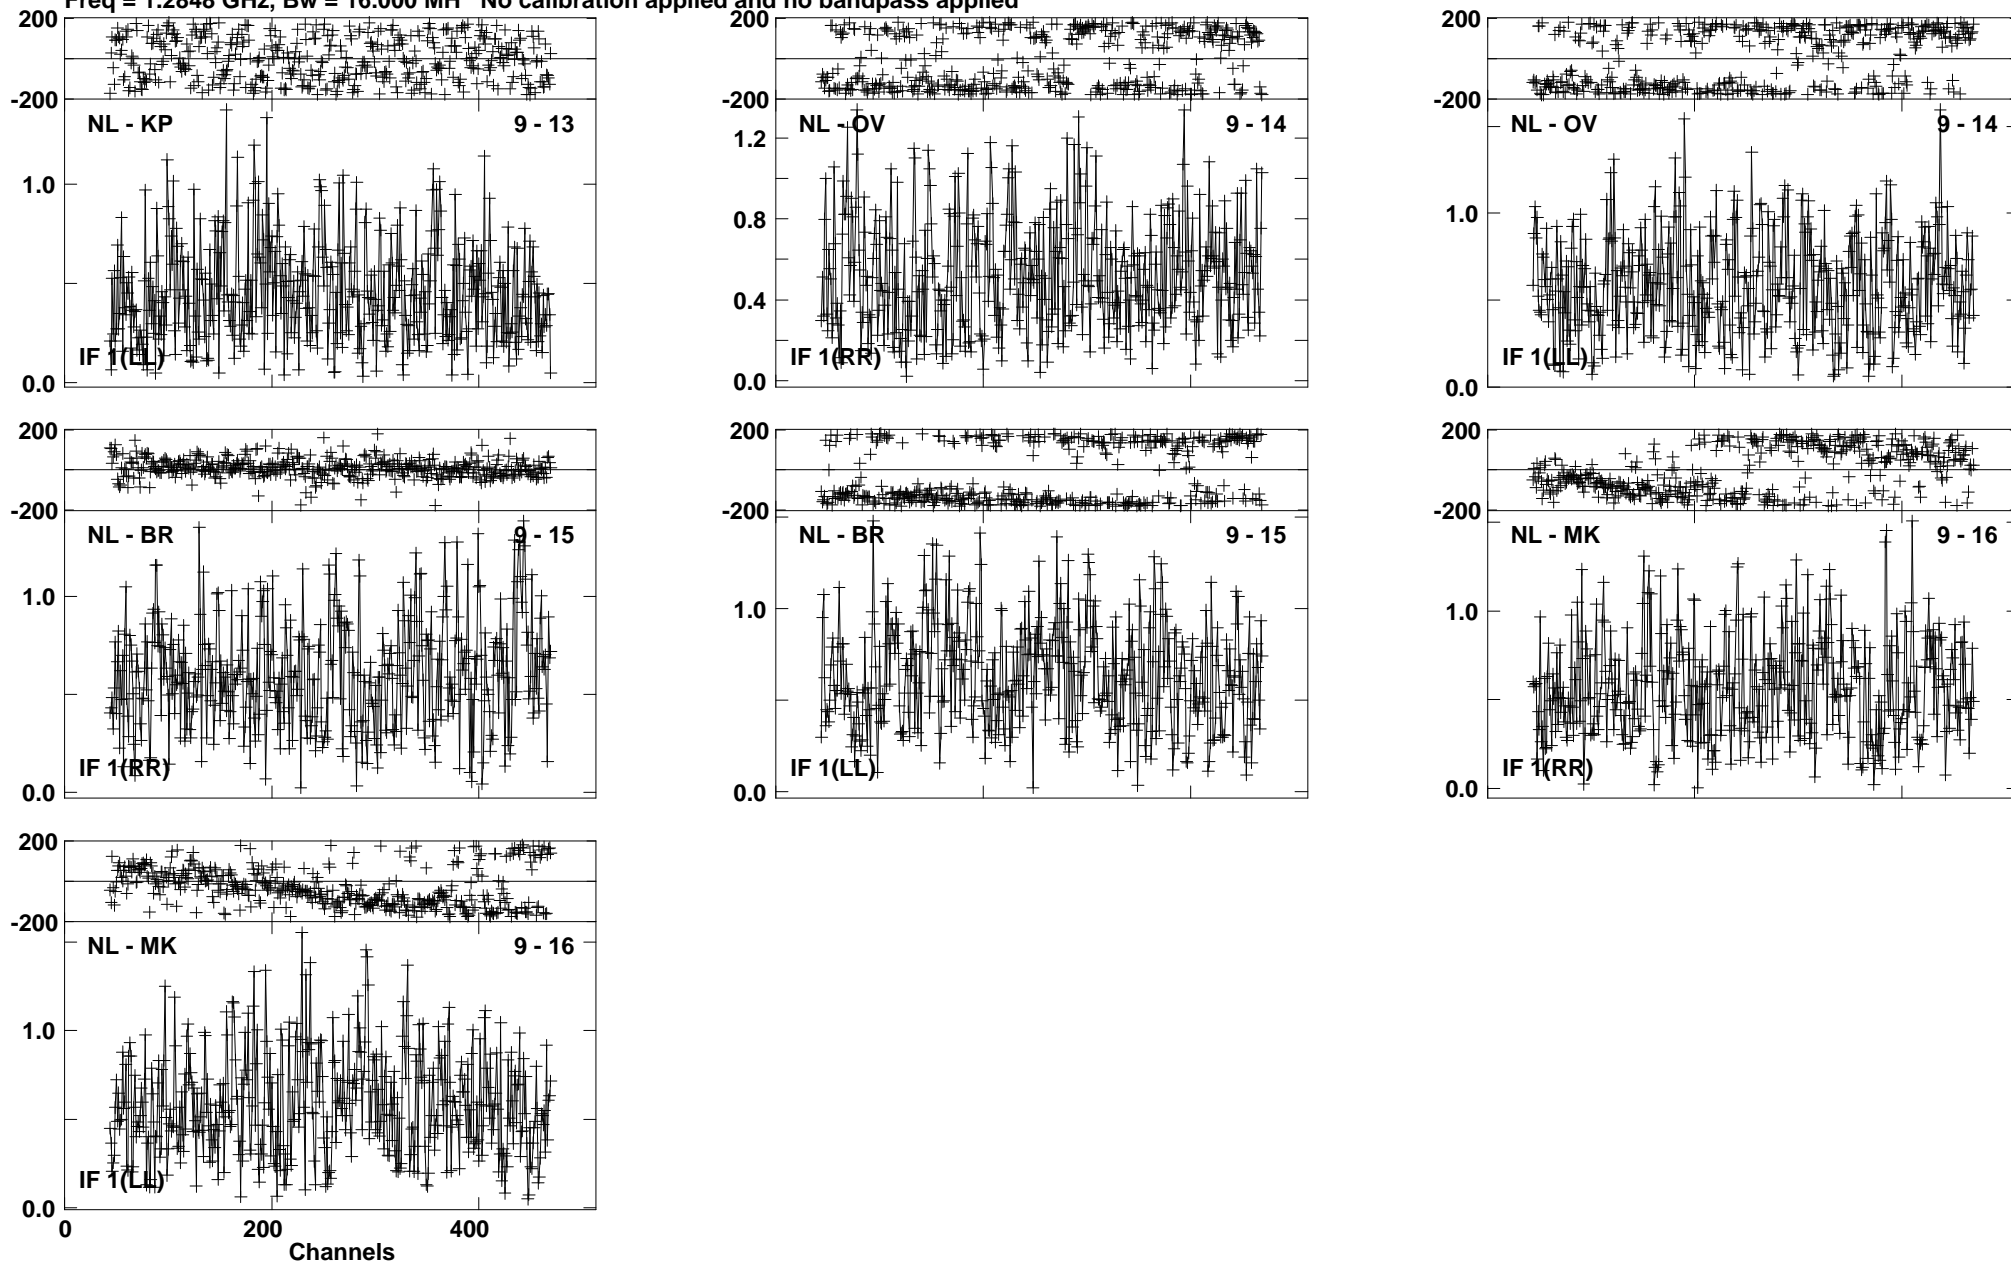 Freq = 1.2848 GHz, Bw = 16.000 MH No calibration applied and no bandpass applied
200
-200
NL - KP 9 - 13
1.0
IF 1(LL)
0.0
200
-200
NL - OV 9 - 14
1.2
0.8
0.4
IF 1(RR)
0.0
200
-200
NL - OV 9 - 14
1.0
IF 1(LL)
0.0
200
-200
NL - BR 9 - 15
1.0
IF 1(RR)
0.0
200
-200
NL - BR 9 - 15
1.0
IF 1(LL)
0.0
200
-200
NL - MK 9 - 16
1.0
IF 1(RR)
0.0
200
-200
NL - MK 9 - 16
1.0
IF 1(LL)
0.0
0 200 400
Channels